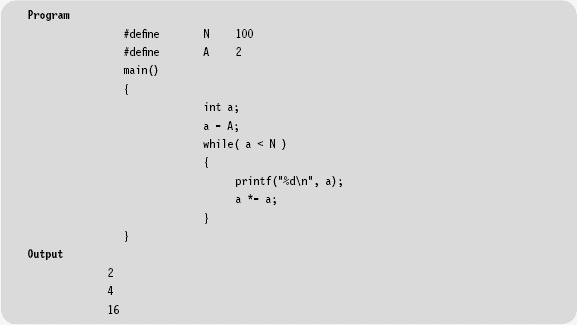 Program
#define N 100
#define A 2
main()
{
int a;
a = A;
while( a < N )
{
printf("%d\n", a);
a *= a;
}
}
Output
2
4
16